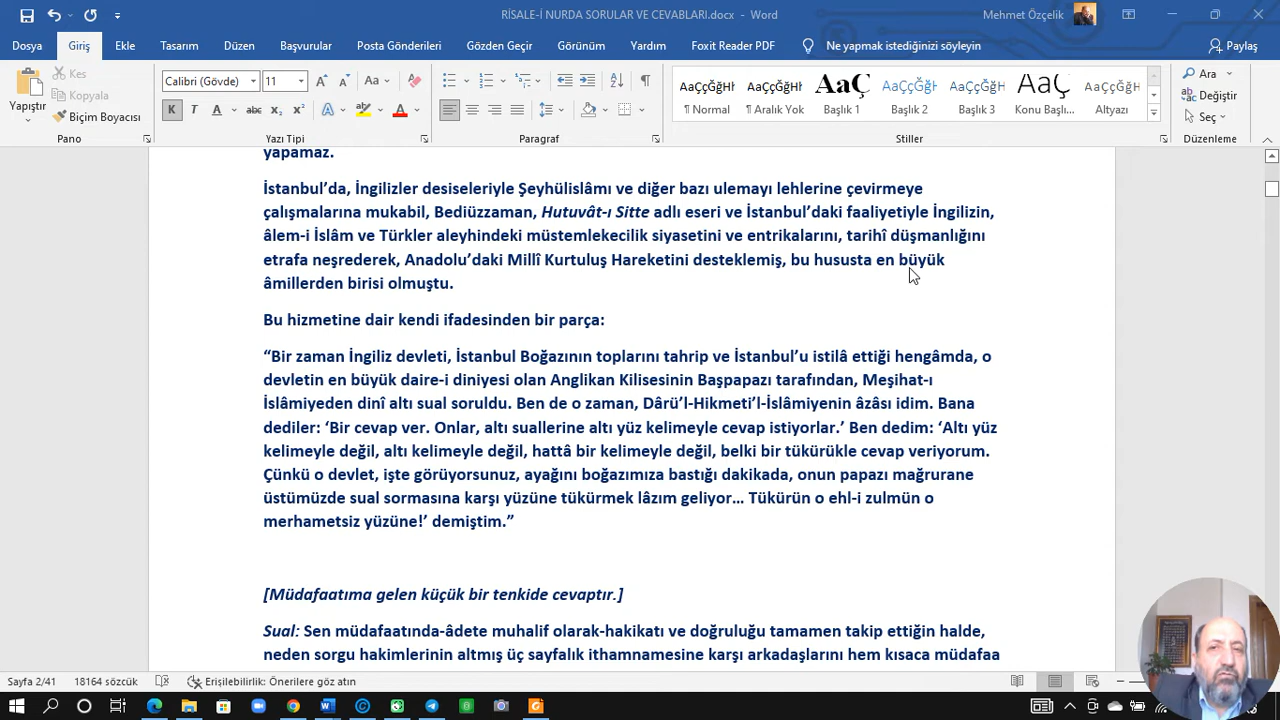 RİSALE-İ NURDA SORULAR VE CEVABLARI.docx - Word
Mehmet Özçelik
Dosya Giriş Ekle Tasarım Düzen Başvurular Posta Gönderileri Gözden Geçir Görünüm Yardım Foxit Reader PDF Ne yapmak istediğinizi söyleyin Paylaş
Yapıştır
Kes
Kopyala
Biçim Boyacısı
Calibri (Gövde) 11
K T A abc x₂ x²
AaÇçĞğHh AaÇçĞğHh AaÇ AaÇçĞğH AaÇçĞğH AaÇ AaÇçĞğH
¶ Normal ¶ Aralık Yok Başlık 1 Başlık 2 Başlık 3 Konu Başlı... Altyazı
Ara
Değiştir
Seç
Pano Yazı Tipi Paragraf Stiller Düzenleme
yapamaz.
İstanbul’da, İngilizler desiseleriyle Şeyhülislâmı ve diğer bazı ulemayı lehlerine çevirmeye
çalışmalarına mukabil, Bediüzzaman, Hutuvât-ı Sitte adlı eseri ve İstanbul’daki faaliyetiyle İngilizin,
âlem-i İslâm ve Türkler aleyhindeki müstemlekecilik siyasetini ve entrikalarını, tarihî düşmanlığını
etrafa neşrederek, Anadolu’daki Millî Kurtuluş Hareketini desteklemiş, bu hususta en büyük
âmillerden birisi olmuştu.
Bu hizmetine dair kendi ifadesinden bir parça:
“Bir zaman İngiliz devleti, İstanbul Boğazının toplarını tahrip ve İstanbul’u istilâ ettiği hengâmda, o
devletin en büyük daire-i diniyesi olan Anglikan Kilisesinin Başpapazı tarafından, Meşihat-ı
İslâmiyeden dinî altı sual soruldu. Ben de o zaman, Dârü’l-Hikmeti’l-İslâmiyenin âzâsı idim. Bana
dediler: ‘Bir cevap ver. Onlar, altı suallerine altı yüz kelimeyle cevap istiyorlar.’ Ben dedim: ‘Altı yüz
kelimeyle değil, altı kelimeyle değil, hattâ bir kelimeyle değil, belki bir tükürükle cevap veriyorum.
Çünkü o devlet, işte görüyorsunuz, ayağını boğazımıza bastığı dakikada, onun papazı mağrurane
üstümüzde sual sormasına karşı yüzüne tükürmek lâzım geliyor… Tükürün o ehl-i zulmün o
merhametsiz yüzüne!’ demiştim.”
[Müdafaatıma gelen küçük bir tenkide cevaptır.]
Sual: Sen müdafaatında-âdete muhalif olarak-hakikatı ve doğruluğu tamamen takip ettiğin halde,
neden sorgu hakimlerinin altmış üç sayfalık ithamnamesine karşı arkadaşlarını hem kısaca müdafaa
Sayfa 2/41 18164 sözcük Erişilebilirlik: Önerilere göz atın